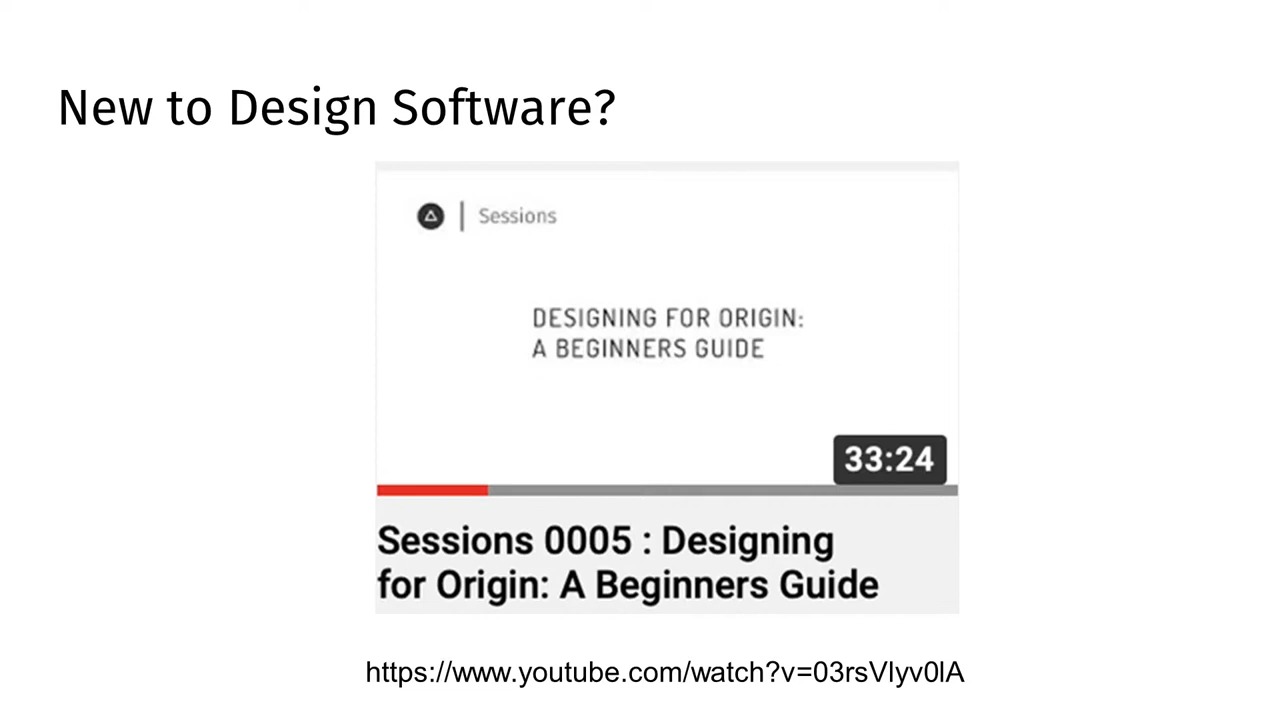 New to Design Software?
Sessions
DESIGNING FOR ORIGIN:
A BEGINNERS GUIDE
33:24
Sessions 0005 : Designing
for Origin: A Beginners Guide
https://www.youtube.com/watch?v=03rsVlyv0lA